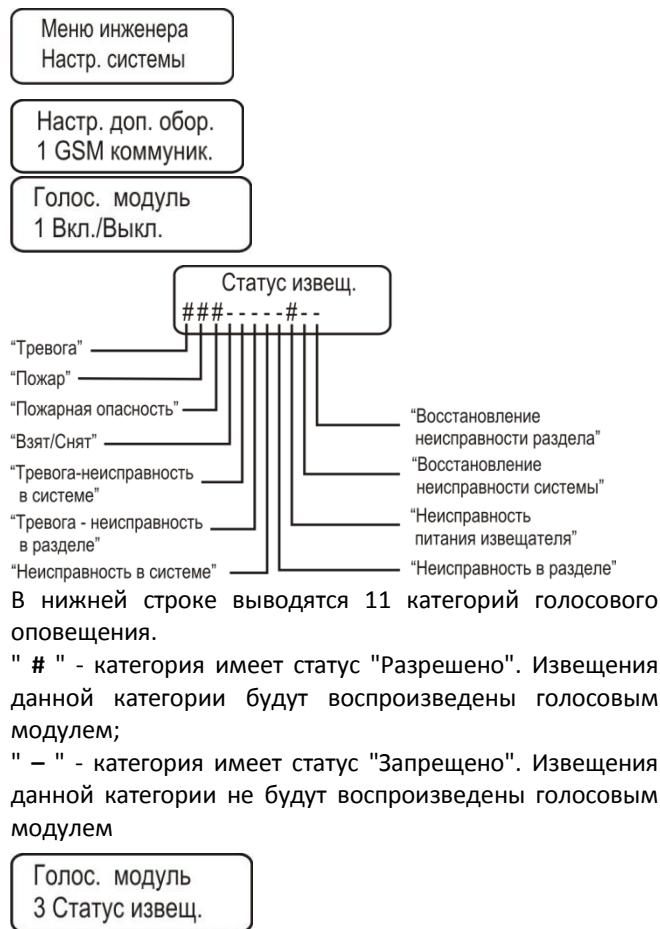 Меню инженера
Настр. системы
Настр. доп. обор.
1 GSM коммуник.
Голос. модуль
1 Вкл./Выкл.
Статус извещ.
###-----#--
“Тревога”
“Пожар”
“Пожарная опасность”
“Взят/Снят”
“Тревога-неисправность
в системе”
“Тревога - неисправность
в разделе”
“Неисправность в системе”
“Восстановление
неисправности раздела”
“Восстановление
неисправности системы”
“Неисправность
питания извещателя”
“Неисправность в разделе”
В нижней строке выводятся 11 категорий голосового
оповещения.
" # " - категория имеет статус "Разрешено". Извещения
данной категории будут воспроизведены голосовым
модулем;
" – " - категория имеет статус "Запрещено". Извещения
данной категории не будут воспроизведены голосовым
модулем
Голос. модуль
3 Статус извещ.